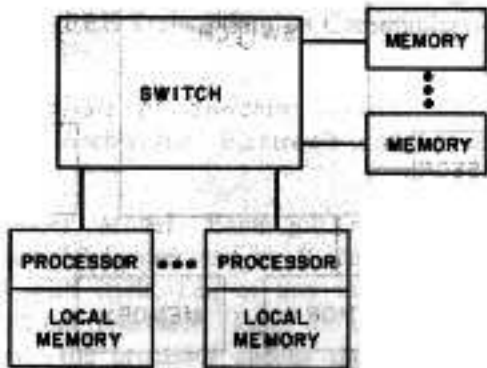 MEMORY
SWITCH
MEMORY
PROCESSOR ••• PROCESSOR
LOCAL MEMORY
LOCAL MEMORY